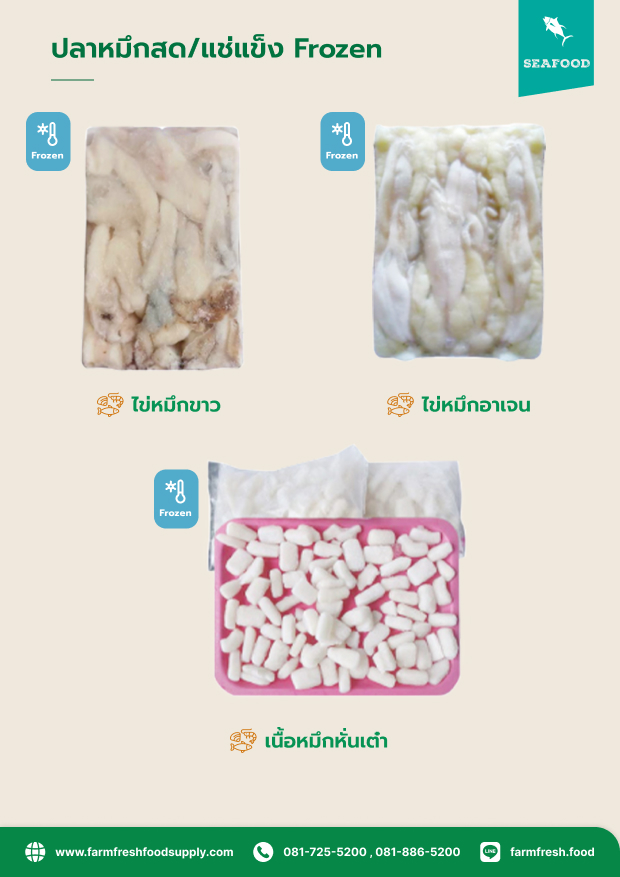 ปลาหมึกสด/แช่แข็ง Frozen
SEAFOOD
Frozen
Frozen
ไข่หมึกขาว
ไข่หมึกอาเจน
Frozen
เนื้อหมึกหั่นเต๋า
www.farmfreshfoodsupply.com
081-725-5200 , 081-886-5200
LINE
farmfresh.food